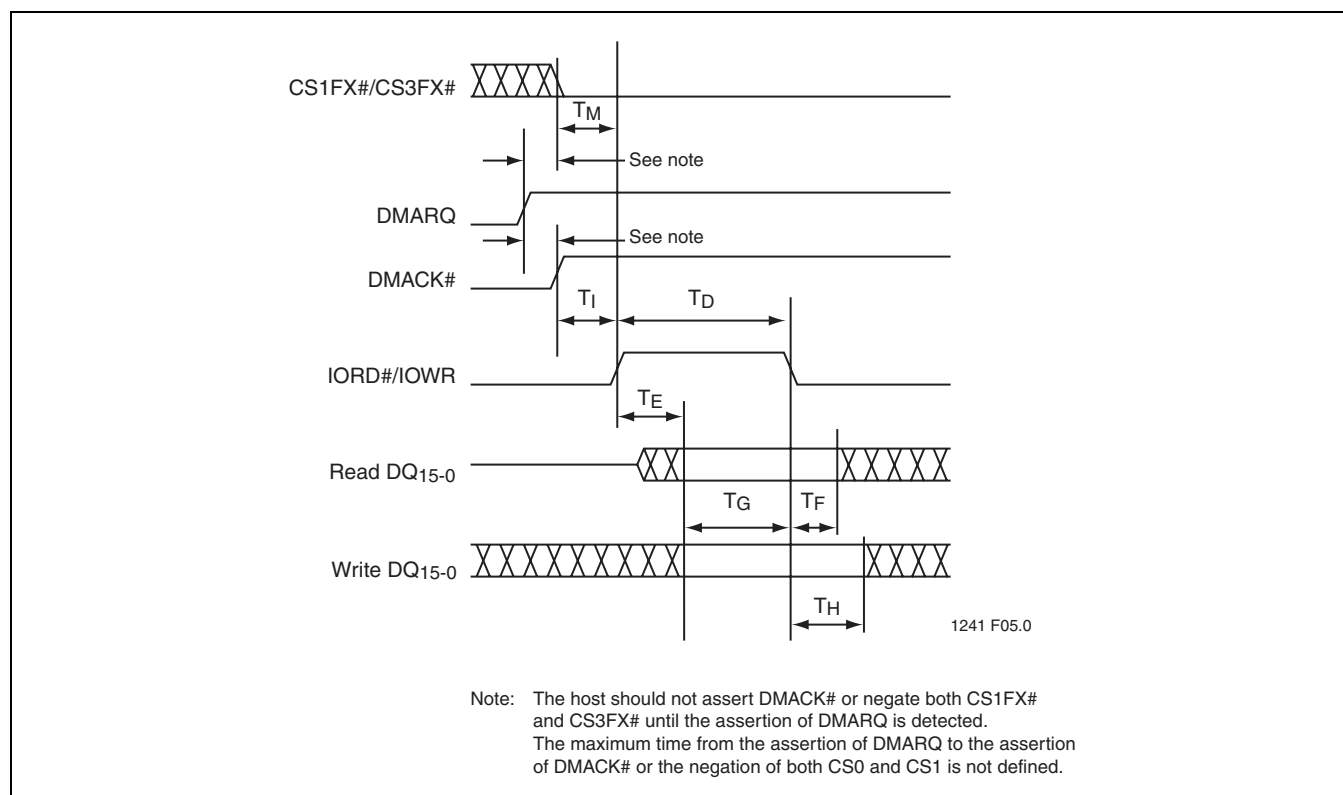 CS1FX#/CS3FX#
TM
See note
DMARQ
See note
DMACK#
TI
TD
IORD#/IOWR
TE
Read DQ15-0
TG
TF
Write DQ15-0
TH
1241 F05.0
Note: The host should not assert DMACK# or negate both CS1FX#
and CS3FX# until the assertion of DMARQ is detected.
The maximum time from the assertion of DMARQ to the assertion
of DMACK# or the negation of both CS0 and CS1 is not defined.